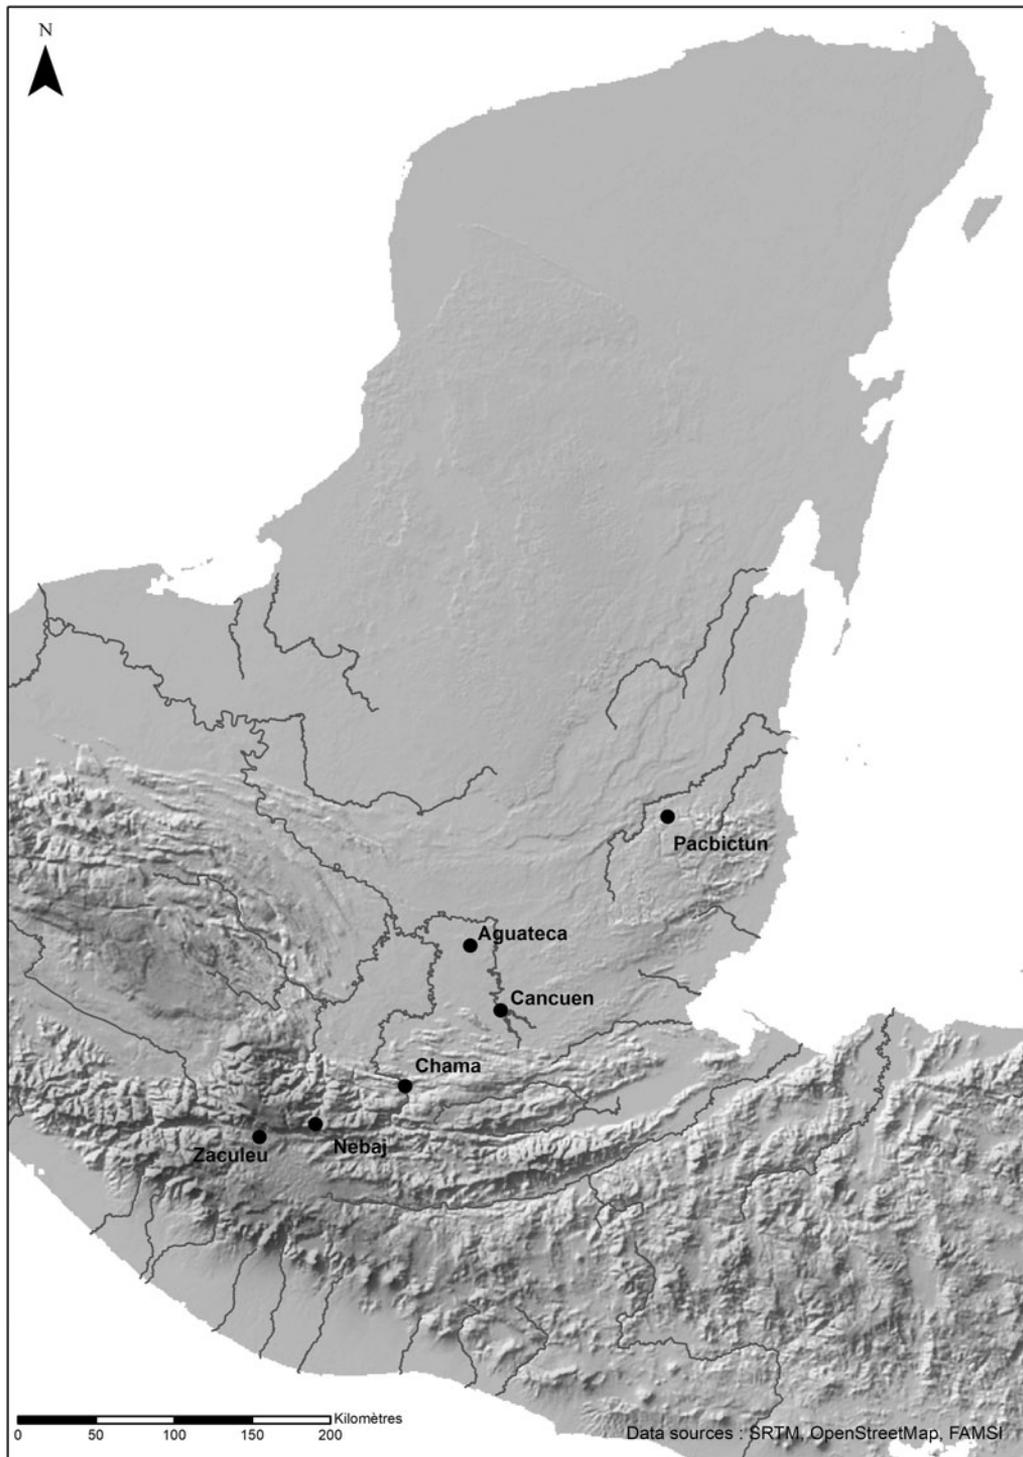 N
Pacbictun
Aguateca
Cancuen
Chama
Nebaj
Zaculeu
Kilomètres
0 50 100 150 200
Data sources : SRTM, OpenStreetMap, FAMSI